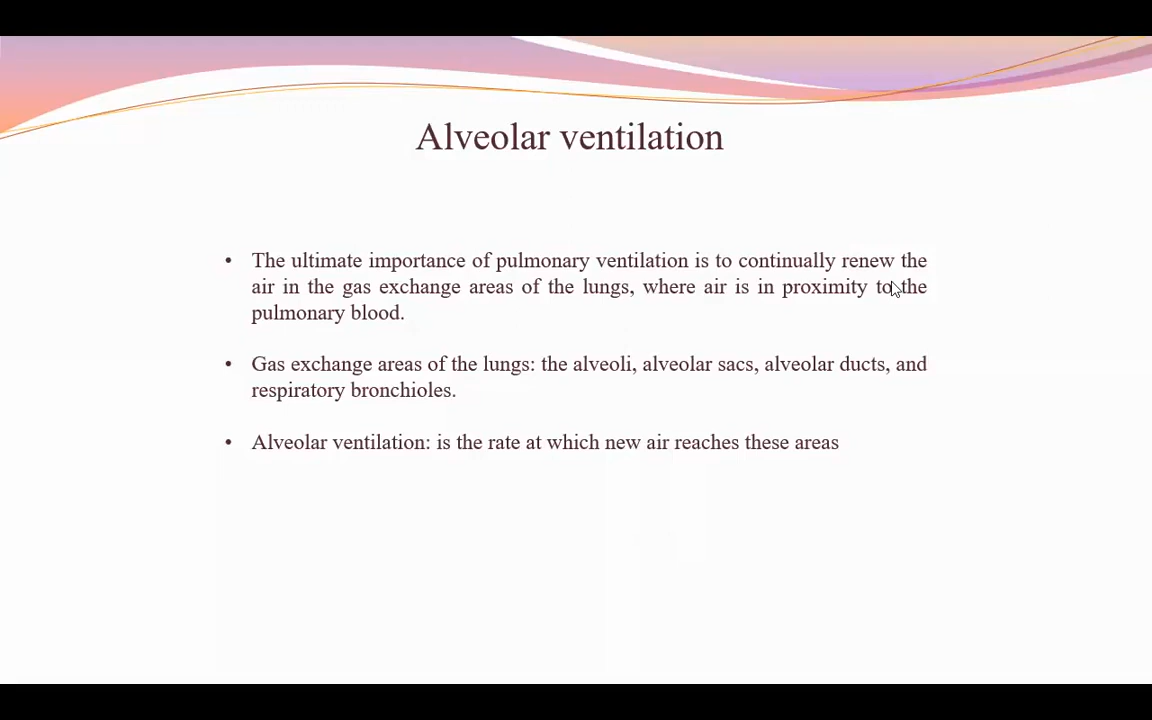 Alveolar ventilation
• The ultimate importance of pulmonary ventilation is to continually renew the
air in the gas exchange areas of the lungs, where air is in proximity to the
pulmonary blood.
• Gas exchange areas of the lungs: the alveoli, alveolar sacs, alveolar ducts, and
respiratory bronchioles.
• Alveolar ventilation: is the rate at which new air reaches these areas